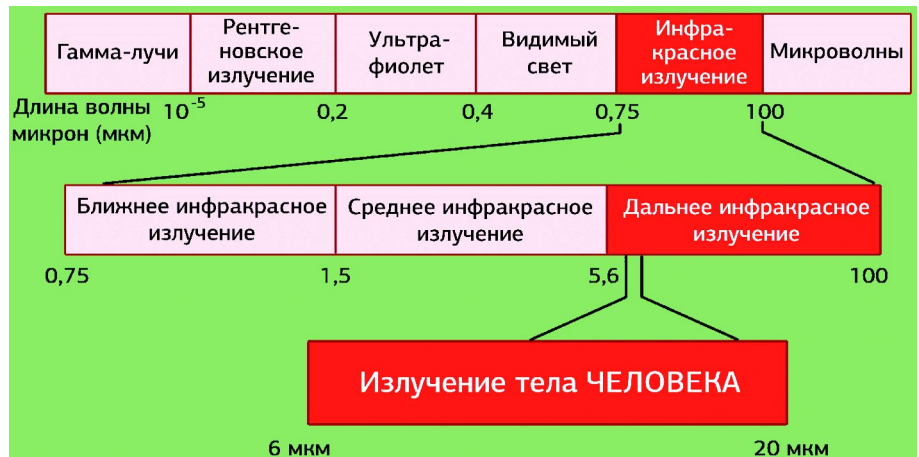 Гамма-лучи
Рентге-
новское
излучение
Ультра-
фиолет
Видимый
свет
Инфра-
красное
излучение
Микроволны
Длина волны
микрон (мкм)
10⁻⁵
0,2
0,4
0,75
100
Ближнее инфракрасное
излучение
Среднее инфракрасное
излучение
Дальнее инфракрасное
излучение
0,75
1,5
5,6
100
Излучение тела ЧЕЛОВЕКА
6 мкм
20 мкм